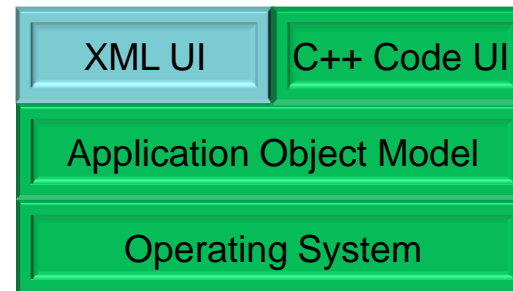 XML UI
C++ Code UI
Application Object Model
Operating System